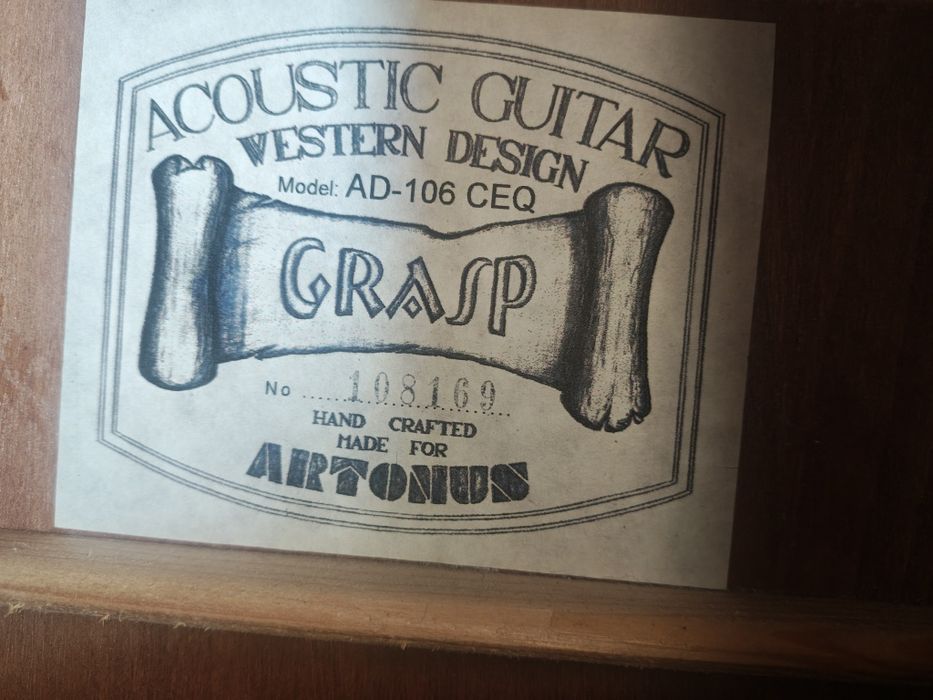 ACOUSTIC GUITAR
WESTERN DESIGN
Model: AD-106 CEQ
GRASP
No 108169
HAND CRAFTED
MADE FOR
ARTONUS